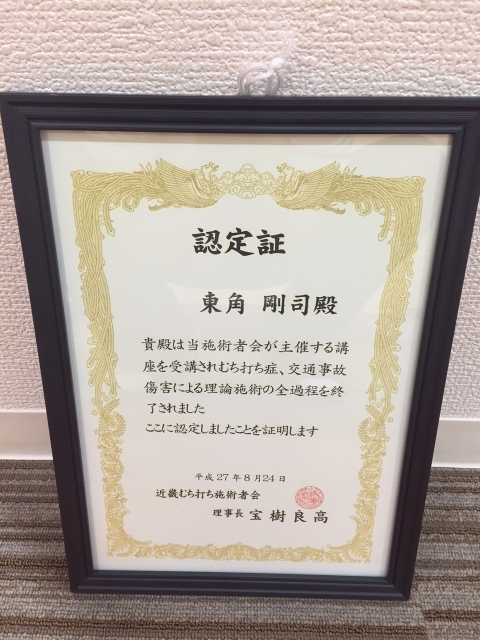 認定証
東角 剛司殿
貴殿は当施術者会が主催する講
座を受講されむち打ち症、交通事故
傷害による理論施術の全過程を終
了されました
ここに認定しましたことを証明します
平成27年8月24日
近畿むち打ち施術者会
理事長 宝樹良高